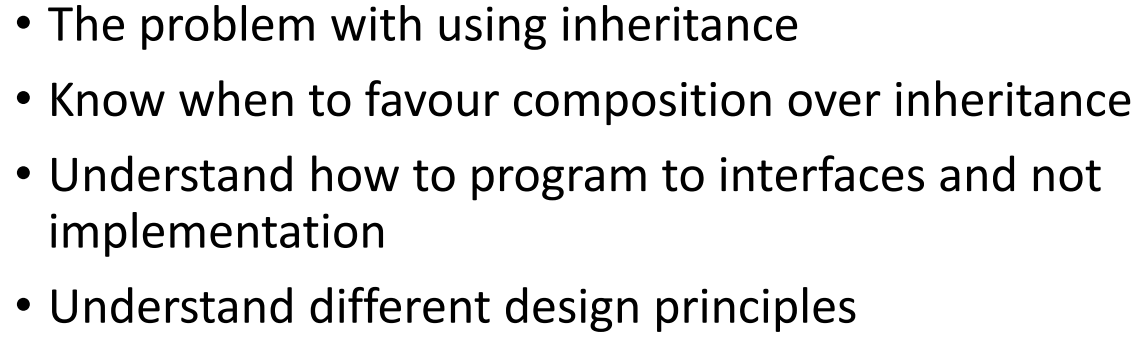 • The problem with using inheritance
• Know when to favour composition over inheritance
• Understand how to program to interfaces and not
implementation
• Understand different design principles